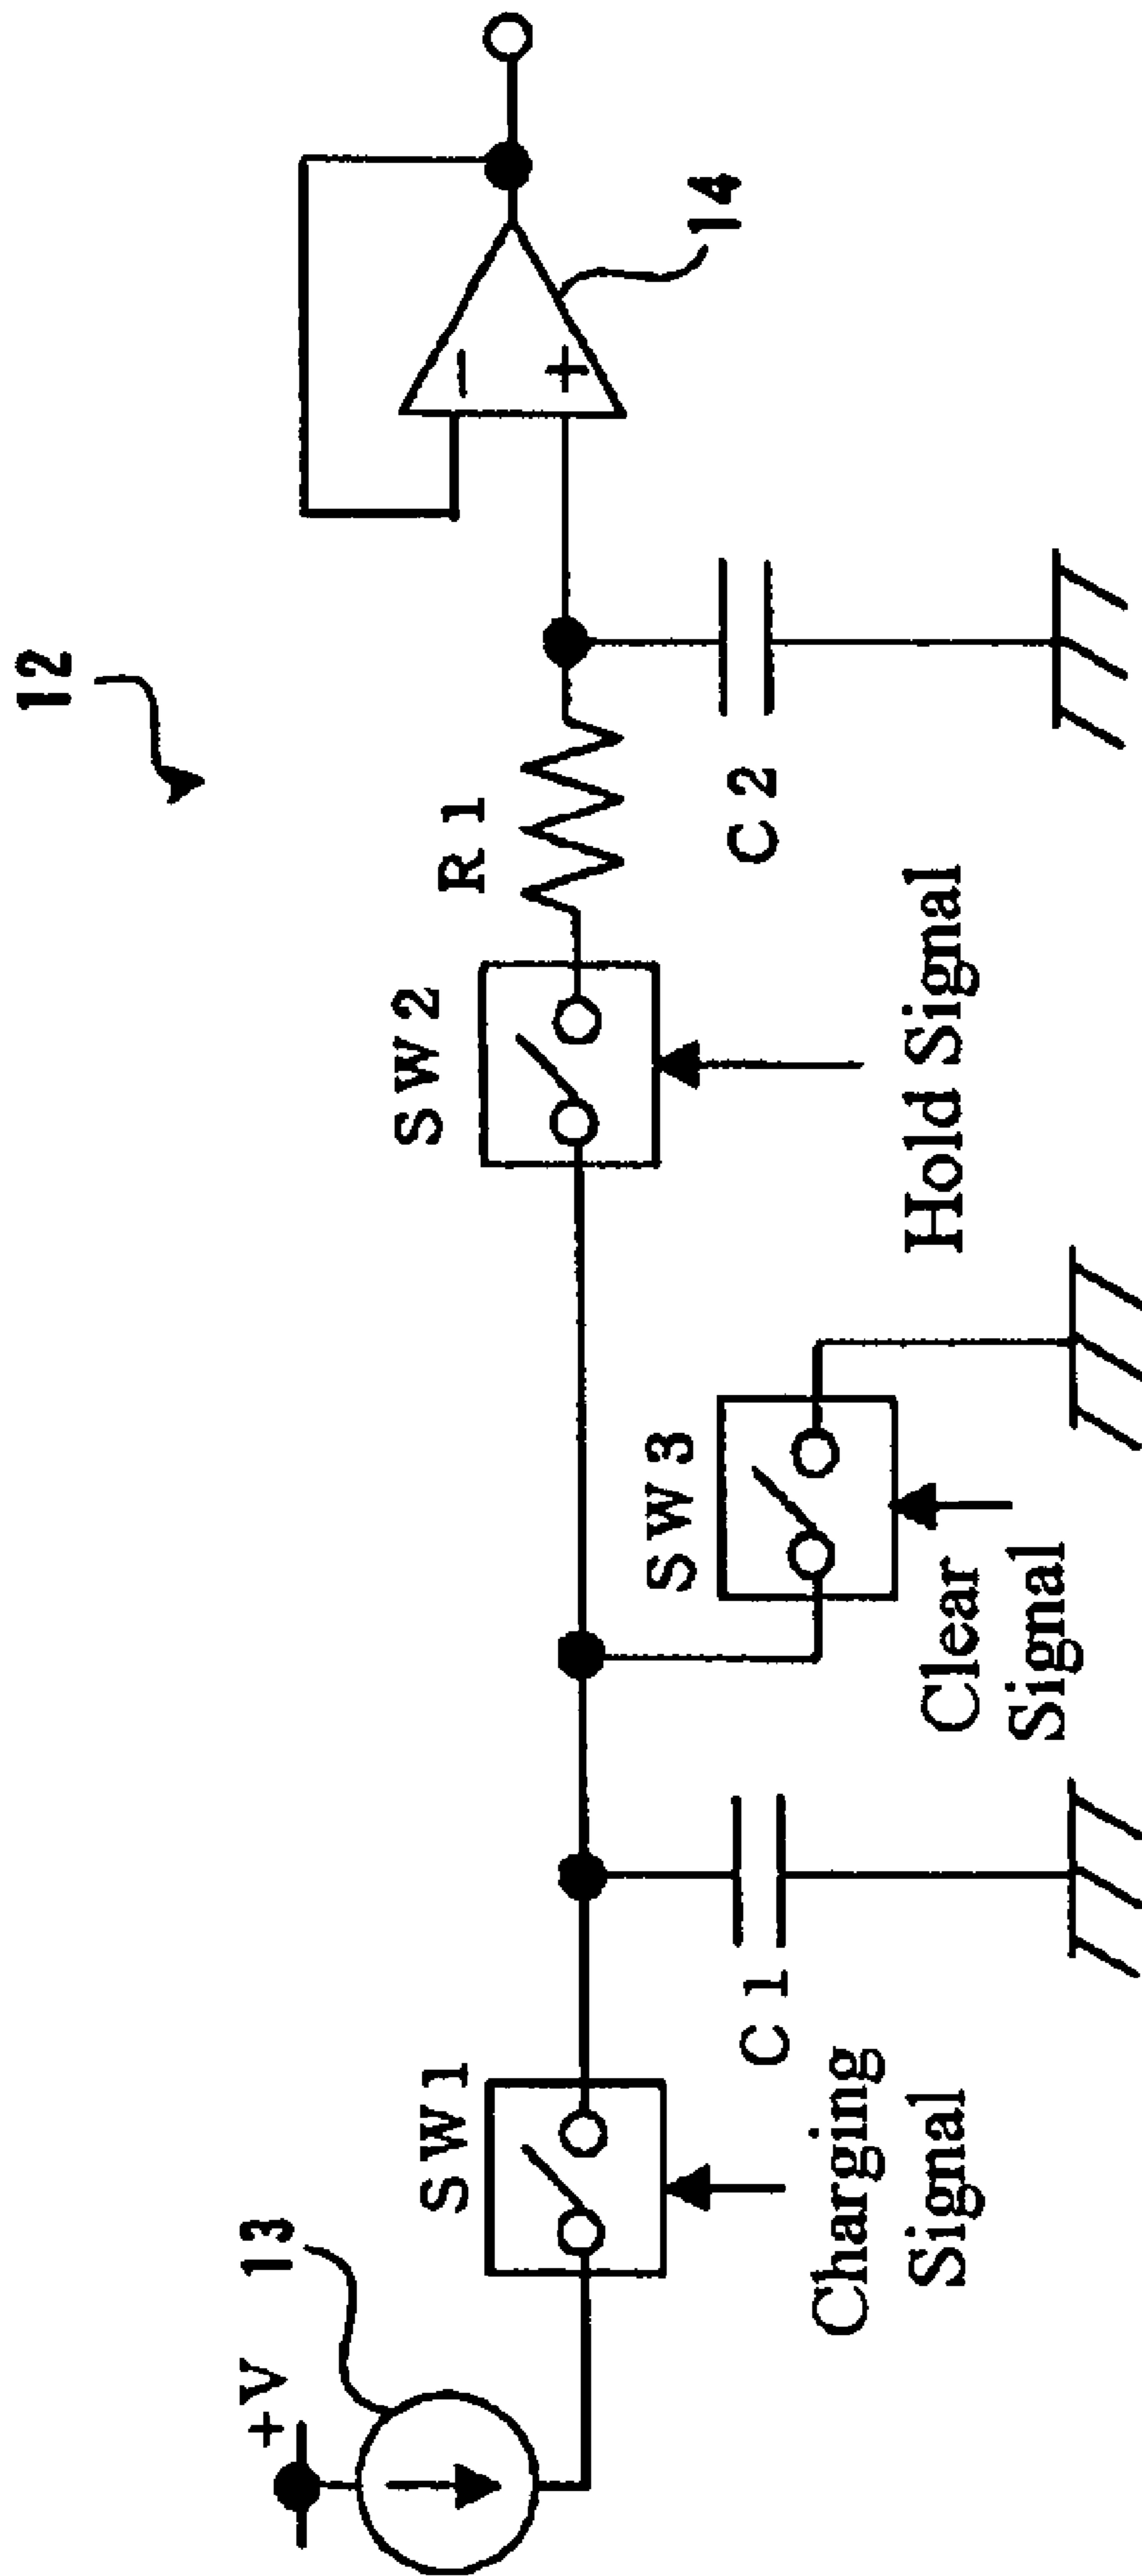 12
+V
13
SW1
Charging
Signal
C1
SW3
Clear
Signal
SW2
Hold Signal
R1
C2
-
+
14